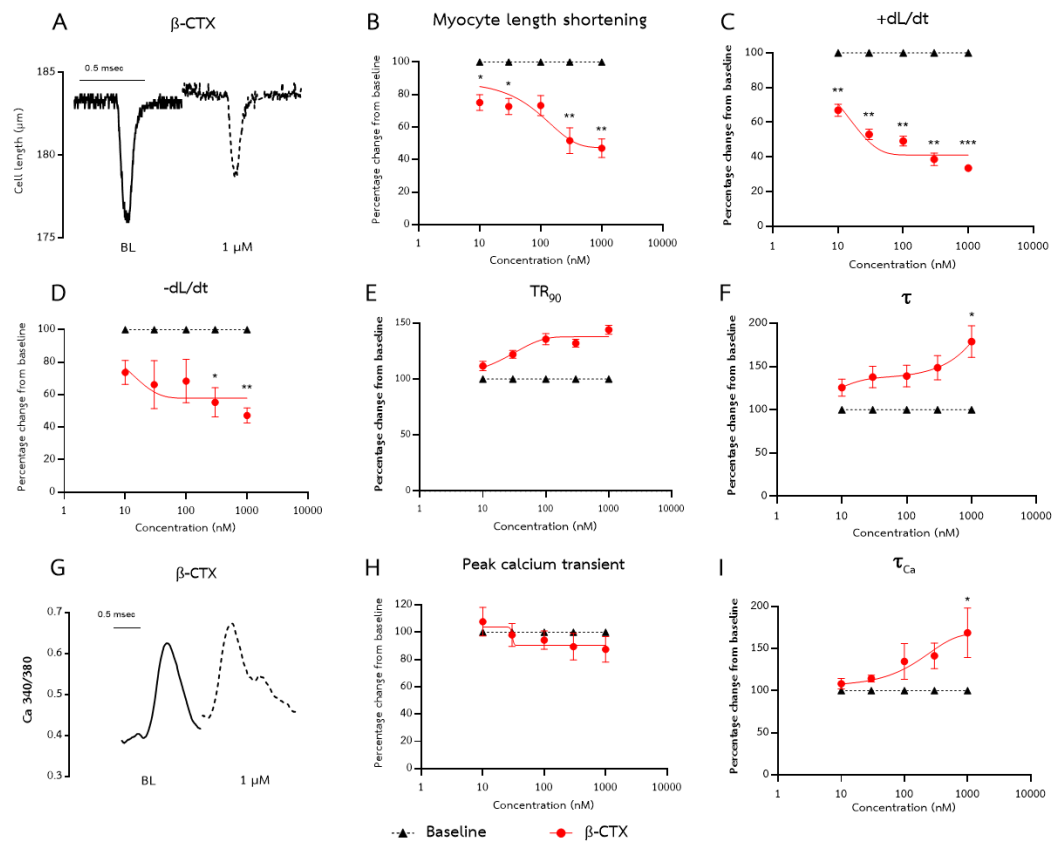 A
β-CTX
0.5 msec
185
180
175
Cell length (µm)
BL
1 µM
B
Myocyte length shortening
Percentage change from baseline
100
80
60
40
20
0
*
*
**
**
1
10
100
1000
10000
Concentration (nM)
C
+dL/dt
Percentage change from baseline
100
80
60
40
20
0
**
**
**
**
***
1
10
100
1000
10000
Concentration (nM)
D
-dL/dt
Percentage change from baseline
100
80
60
40
20
0
*
**
1
10
100
1000
10000
Concentration (nM)
E
TR90
Percentage change from baseline
150
100
50
0
1
10
100
1000
10000
Concentration (nM)
F
τ
Percentage change from baseline
200
150
100
50
0
*
1
10
100
1000
10000
Concentration (nM)
G
β-CTX
0.5 msec
0.7
0.6
0.5
0.4
0.3
Ca 340/380
BL
1 µM
H
Peak calcium transient
Percentage change from baseline
120
100
80
60
40
20
0
1
10
100
1000
10000
Concentration (nM)
I
τCa
Percentage change from baseline
200
150
100
50
0
*
1
10
100
1000
10000
Concentration (nM)
Baseline
β-CTX